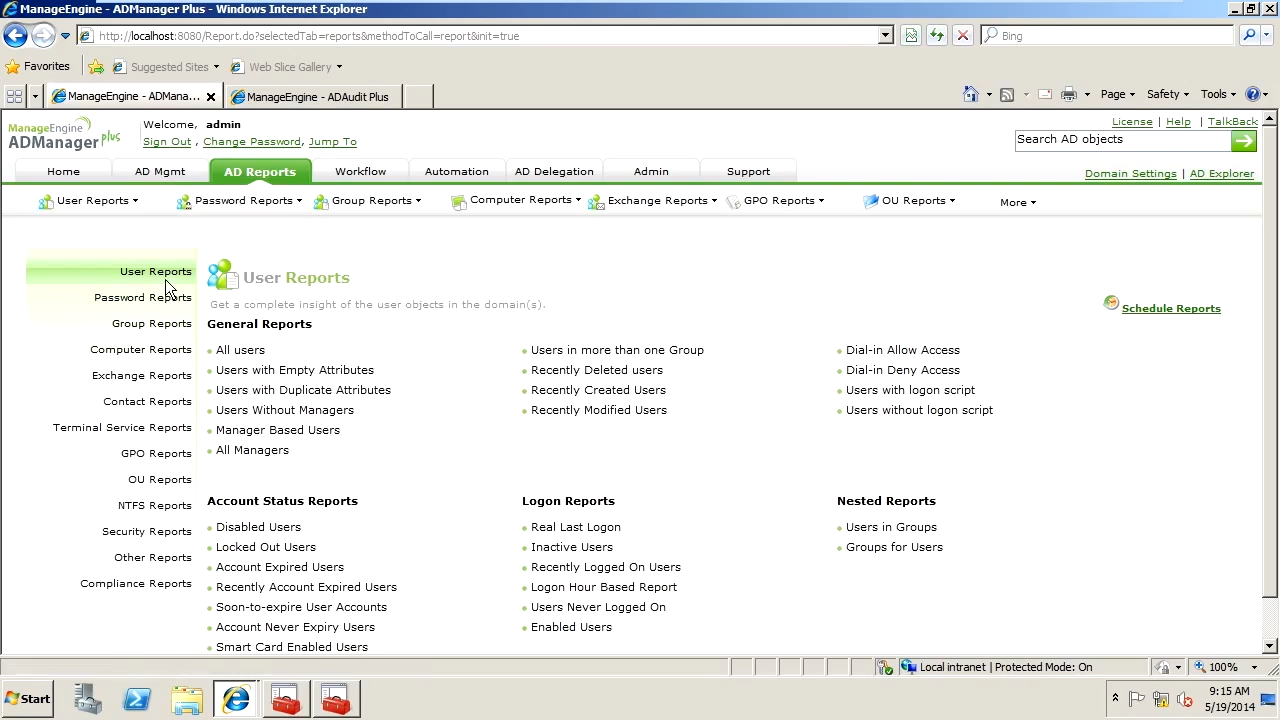 ManageEngine - ADManager Plus - Windows Internet Explorer
http://localhost:8080/Report.do?selectedTab=reports&methodToCall=report&init=true
Bing
Favorites
Suggested Sites
Web Slice Gallery
ManageEngine - ADMana...
ManageEngine - ADAudit Plus
Page
Safety
Tools
ManageEngine
ADManager plus
Welcome, admin
Sign Out , Change Password, Jump To
License | Help | TalkBack
Search AD objects
Home
AD Mgmt
AD Reports
Workflow
Automation
AD Delegation
Admin
Support
Domain Settings | AD Explorer
User Reports
Password Reports
Group Reports
Computer Reports
Exchange Reports
GPO Reports
OU Reports
More
User Reports
Password Reports
Group Reports
Computer Reports
Exchange Reports
Contact Reports
Terminal Service Reports
GPO Reports
OU Reports
NTFS Reports
Security Reports
Other Reports
Compliance Reports
User Reports
Get a complete insight of the user objects in the domain(s).
Schedule Reports
General Reports
All users
Users with Empty Attributes
Users with Duplicate Attributes
Users Without Managers
Manager Based Users
All Managers
Users in more than one Group
Recently Deleted users
Recently Created Users
Recently Modified Users
Dial-in Allow Access
Dial-in Deny Access
Users with logon script
Users without logon script
Account Status Reports
Disabled Users
Locked Out Users
Account Expired Users
Recently Account Expired Users
Soon-to-expire User Accounts
Account Never Expiry Users
Smart Card Enabled Users
Logon Reports
Real Last Logon
Inactive Users
Recently Logged On Users
Logon Hour Based Report
Users Never Logged On
Enabled Users
Nested Reports
Users in Groups
Groups for Users
Local intranet | Protected Mode: On
100%
Start
9:15 AM
5/19/2014